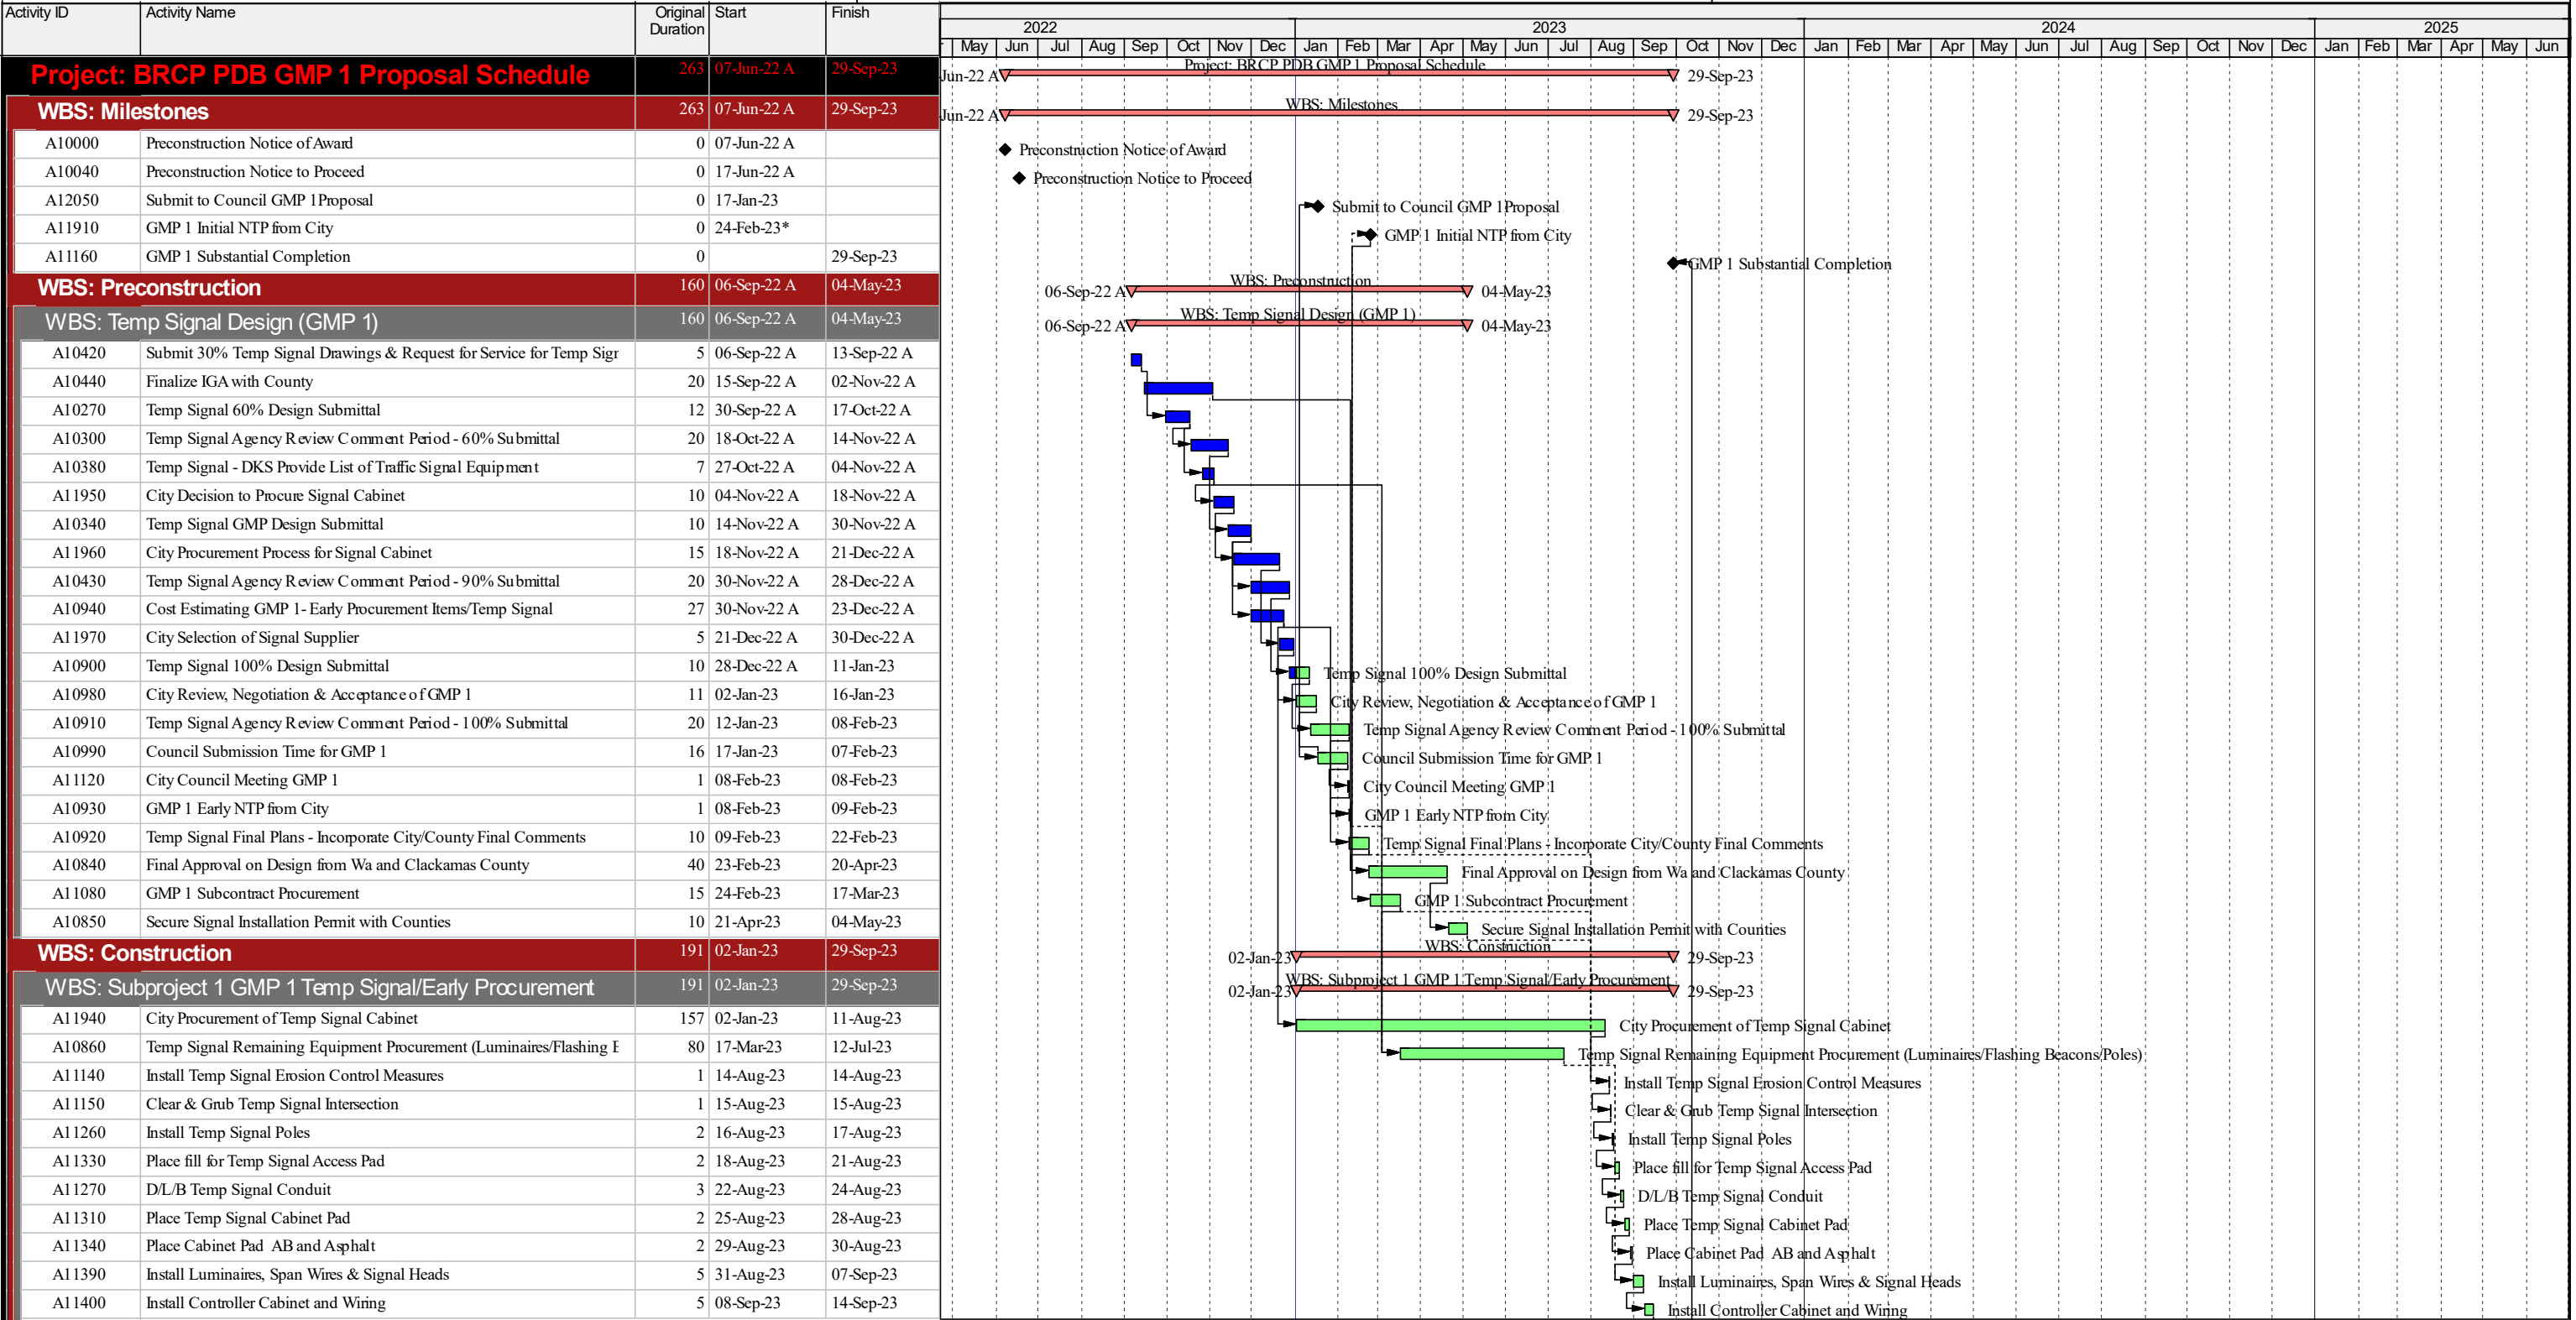 Activity ID Activity Name Original Duration Start Finish
2022 2023 2024 2025
May Jun Jul Aug Sep Oct Nov Dec Jan Feb Mar Apr May Jun Jul Aug Sep Oct Nov Dec Jan Feb Mar Apr May Jun Jul Aug Sep Oct Nov Dec Jan Feb Mar Apr May Jun
Project: BRCP PDB GMP 1 Proposal Schedule 263 07-Jun-22 A 29-Sep-23 Jun-22 A Project: BRCP PDB GMP 1 Proposal Schedule 29-Sep-23
WBS: Milestones 263 07-Jun-22 A 29-Sep-23 Jun-22 A WBS: Milestones 29-Sep-23
A10000 Preconstruction Notice of Award 0 07-Jun-22 A Preconstruction Notice of Award
A10040 Preconstruction Notice to Proceed 0 17-Jun-22 A Preconstruction Notice to Proceed
A12050 Submit to Council GMP 1Proposal 0 17-Jan-23 Submit to Council GMP 1Proposal
A11910 GMP 1 Initial NTP from City 0 24-Feb-23* GMP 1 Initial NTP from City
A11160 GMP 1 Substantial Completion 0 29-Sep-23 GMP 1 Substantial Completion
WBS: Preconstruction 160 06-Sep-22 A 04-May-23 06-Sep-22 A WBS: Preconstruction 04-May-23
WBS: Temp Signal Design (GMP 1) 160 06-Sep-22 A 04-May-23 06-Sep-22 A WBS: Temp Signal Design (GMP 1) 04-May-23
A10420 Submit 30% Temp Signal Drawings & Request for Service for Temp Sigr 5 06-Sep-22 A 13-Sep-22 A
A10440 Finalize IGA with County 20 15-Sep-22 A 02-Nov-22 A
A10270 Temp Signal 60% Design Submittal 12 30-Sep-22 A 17-Oct-22 A
A10300 Temp Signal Agency Review Comment Period - 60% Submittal 20 18-Oct-22 A 14-Nov-22 A
A10380 Temp Signal - DKS Provide List of Traffic Signal Equipment 7 27-Oct-22 A 04-Nov-22 A
A11950 City Decision to Procure Signal Cabinet 10 04-Nov-22 A 18-Nov-22 A
A10340 Temp Signal GMP Design Submittal 10 14-Nov-22 A 30-Nov-22 A
A11960 City Procurement Process for Signal Cabinet 15 18-Nov-22 A 21-Dec-22 A
A10430 Temp Signal Agency Review Comment Period - 90% Submittal 20 30-Nov-22 A 28-Dec-22 A
A10940 Cost Estimating GMP 1- Early Procurement Items/Temp Signal 27 30-Nov-22 A 23-Dec-22 A
A11970 City Selection of Signal Supplier 5 21-Dec-22 A 30-Dec-22 A
A10900 Temp Signal 100% Design Submittal 10 28-Dec-22 A 11-Jan-23 Temp Signal 100% Design Submittal
A10980 City Review, Negotiation & Acceptance of GMP 1 11 02-Jan-23 16-Jan-23 City Review, Negotiation & Acceptance of GMP 1
A10910 Temp Signal Agency Review Comment Period - 100% Submittal 20 12-Jan-23 08-Feb-23 Temp Signal Agency Review Comment Period - 100% Submittal
A10990 Council Submission Time for GMP 1 16 17-Jan-23 07-Feb-23 Council Submission Time for GMP 1
A11120 City Council Meeting GMP 1 1 08-Feb-23 08-Feb-23 City Council Meeting GMP 1
A10930 GMP 1 Early NTP from City 1 08-Feb-23 09-Feb-23 GMP 1 Early NTP from City
A10920 Temp Signal Final Plans - Incorporate City/County Final Comments 10 09-Feb-23 22-Feb-23 Temp Signal Final Plans - Incorporate City/County Final Comments
A10840 Final Approval on Design from Wa and Clackamas County 40 23-Feb-23 20-Apr-23 Final Approval on Design from Wa and Clackamas County
A11080 GMP 1 Subcontract Procurement 15 24-Feb-23 17-Mar-23 GMP 1 Subcontract Procurement
A10850 Secure Signal Installation Permit with Counties 10 21-Apr-23 04-May-23 Secure Signal Installation Permit with Counties
WBS: Construction 191 02-Jan-23 29-Sep-23 02-Jan-23 WBS: Construction 29-Sep-23
WBS: Subproject 1 GMP 1 Temp Signal/Early Procurement 191 02-Jan-23 29-Sep-23 02-Jan-23 WBS: Subproject 1 GMP 1 Temp Signal/Early Procurement 29-Sep-23
A11940 City Procurement of Temp Signal Cabinet 157 02-Jan-23 11-Aug-23 City Procurement of Temp Signal Cabinet
A10860 Temp Signal Remaining Equipment Procurement (Luminaires/Flashing E 80 17-Mar-23 12-Jul-23 Temp Signal Remaining Equipment Procurement (Luminaires/Flashing Beacons/Poles)
A11140 Install Temp Signal Erosion Control Measures 1 14-Aug-23 14-Aug-23 Install Temp Signal Erosion Control Measures
A11150 Clear & Grub Temp Signal Intersection 1 15-Aug-23 15-Aug-23 Clear & Grub Temp Signal Intersection
A11260 Install Temp Signal Poles 2 16-Aug-23 17-Aug-23 Install Temp Signal Poles
A11330 Place fill for Temp Signal Access Pad 2 18-Aug-23 21-Aug-23 Place fill for Temp Signal Access Pad
A11270 D/L/B Temp Signal Conduit 3 22-Aug-23 24-Aug-23 D/L/B Temp Signal Conduit
A11310 Place Temp Signal Cabinet Pad 2 25-Aug-23 28-Aug-23 Place Temp Signal Cabinet Pad
A11340 Place Cabinet Pad AB and Asphalt 2 29-Aug-23 30-Aug-23 Place Cabinet Pad AB and Asphalt
A11390 Install Luminaires, Span Wires & Signal Heads 5 31-Aug-23 07-Sep-23 Install Luminaires, Span Wires & Signal Heads
A11400 Install Controller Cabinet and Wiring 5 08-Sep-23 14-Sep-23 Install Controller Cabinet and Wiring